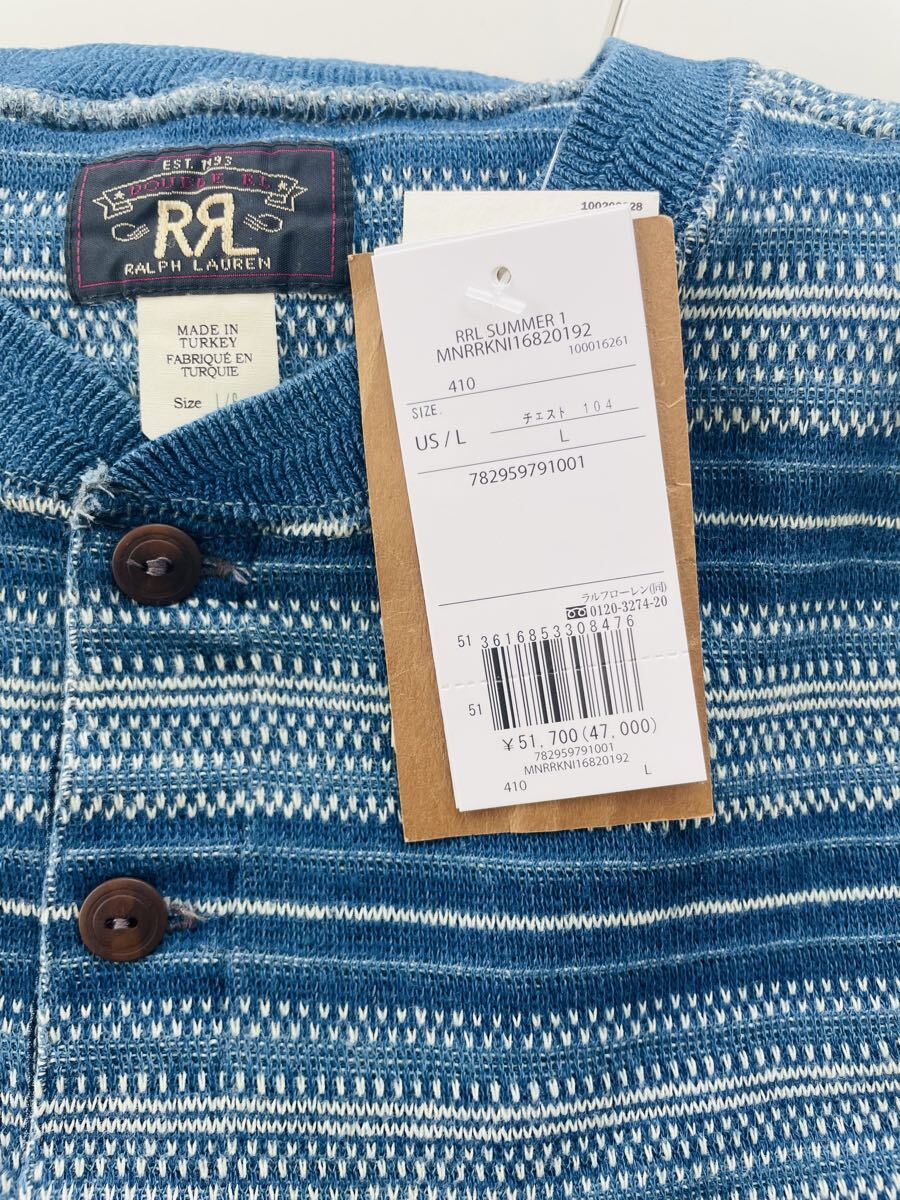 EST. 1993
DOUBLE RL
RRL
RALPH LAUREN
MADE IN
TURKEY
FABRIQUÉ EN
TURQUIE
Size L/G
RRL SUMMER 1
MNRRKNI16820192
100016261
410
SIZE.
チェスト 104
US / L
L
782959791001
ラルフローレン(同)
0120-3274-20
51 3616853308476
51
¥51,700(47,000)
782959791001
MNRRKNI16820192
410 L